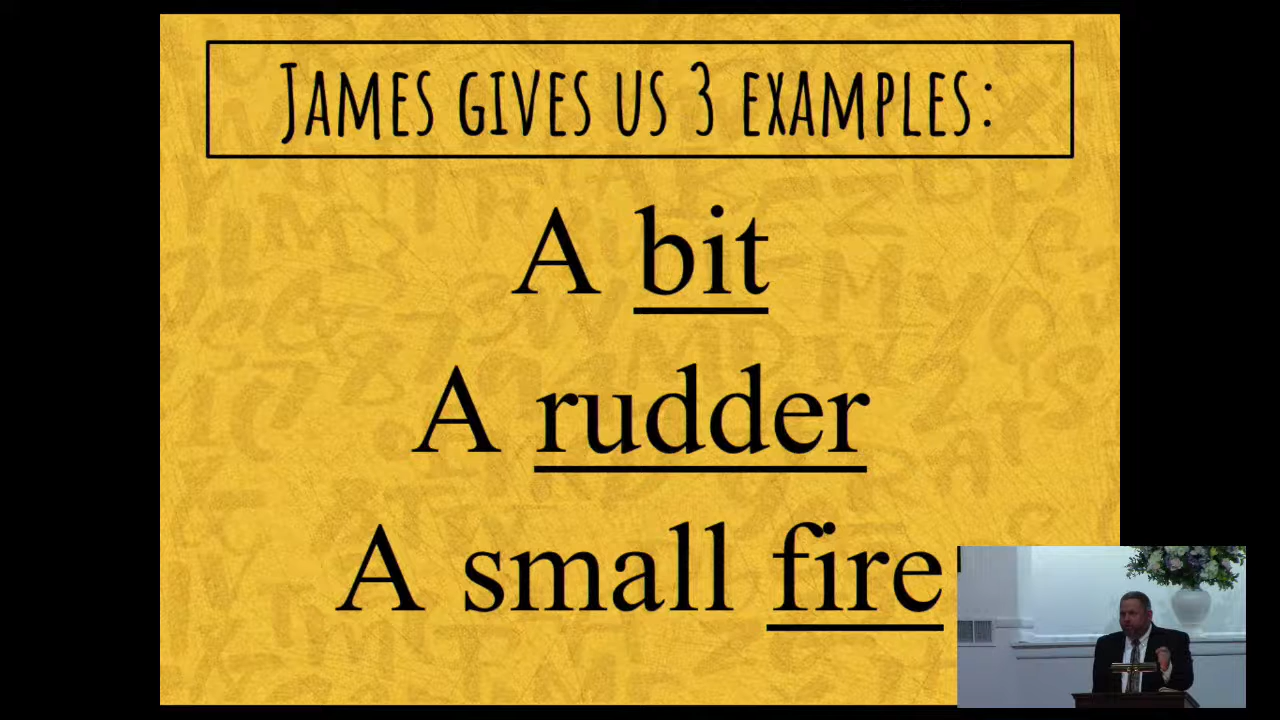 James gives us 3 examples:
A bit
A rudder
A small fire